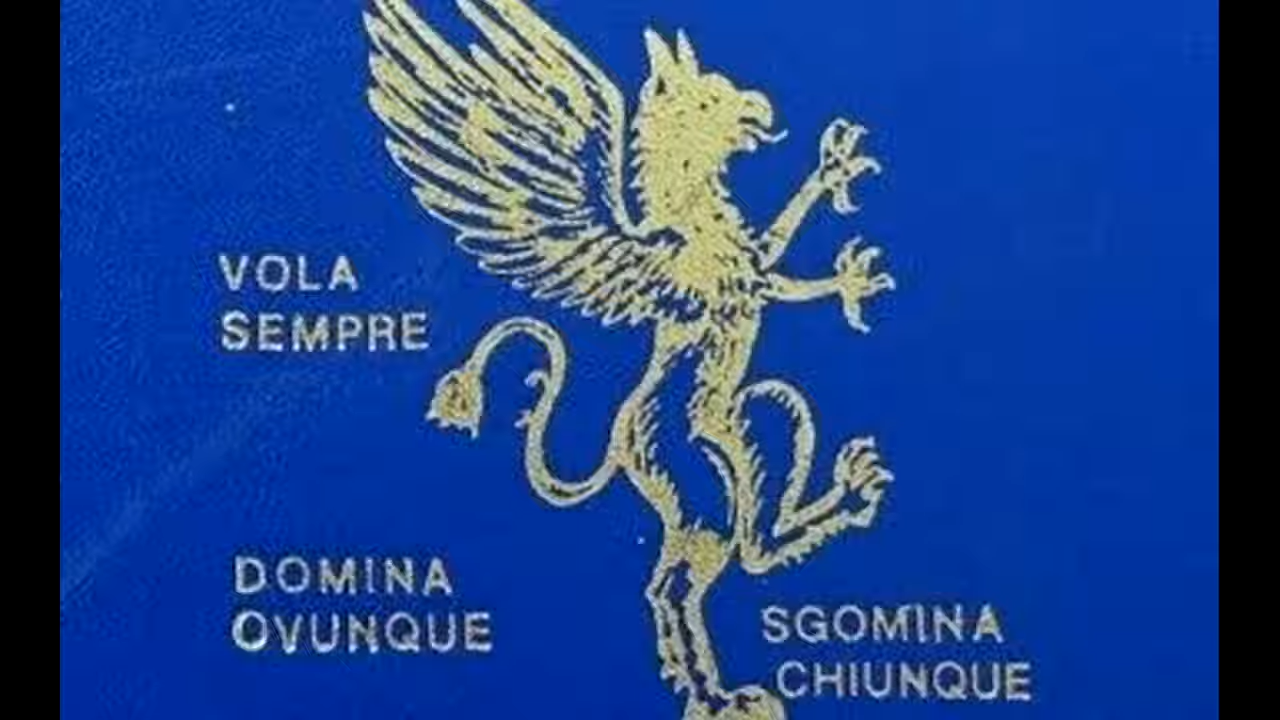 VOLA
SEMPRE
DOMINA
OVUNQUE
SGOMINA
CHIUNQUE